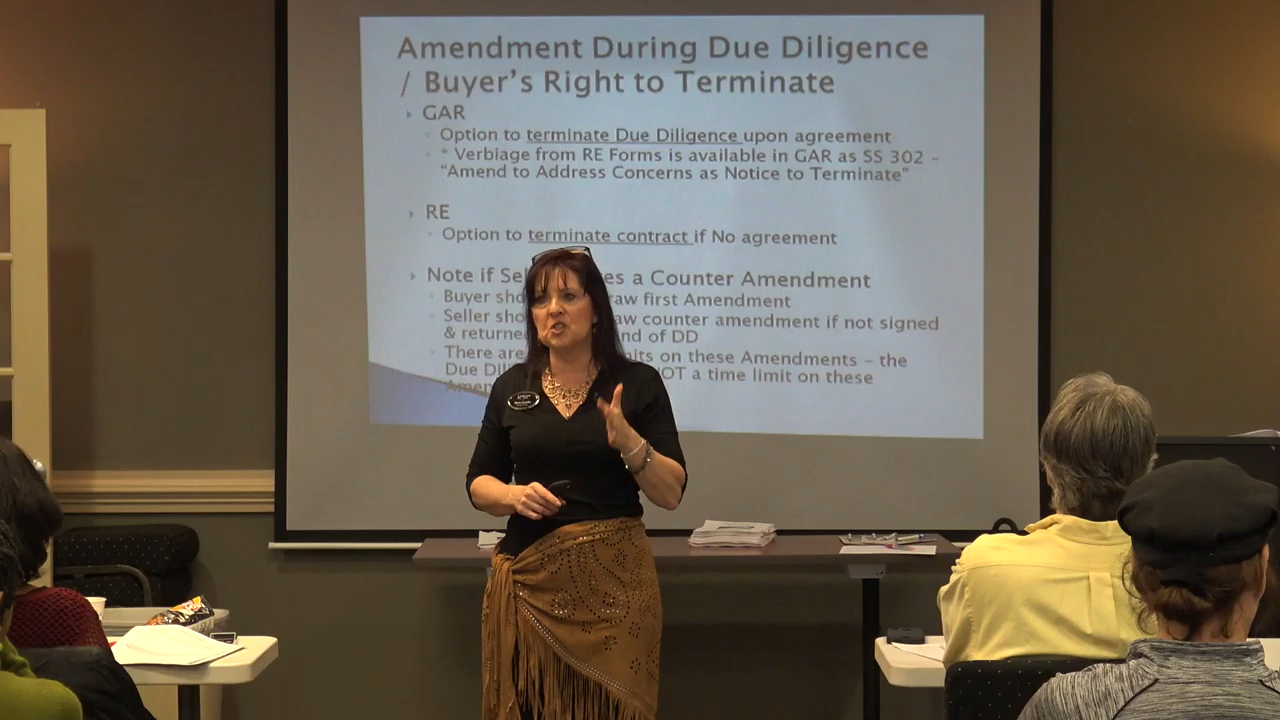 Amendment During Due Diligence
/ Buyer's Right to Terminate
GAR
Option to terminate Due Diligence upon agreement
* Verbiage from RE Forms is available in GAR as SS 302 –
"Amend to Address Concerns as Notice to Terminate"
RE
Option to terminate contract if No agreement
Note if Sel es a Counter Amendment
Buyer sho raw first Amendment
Seller sho aw counter amendment if not signed
& returne nd of DD
There are its on these Amendments – the
Due Dil OT a time limit on these
Amen